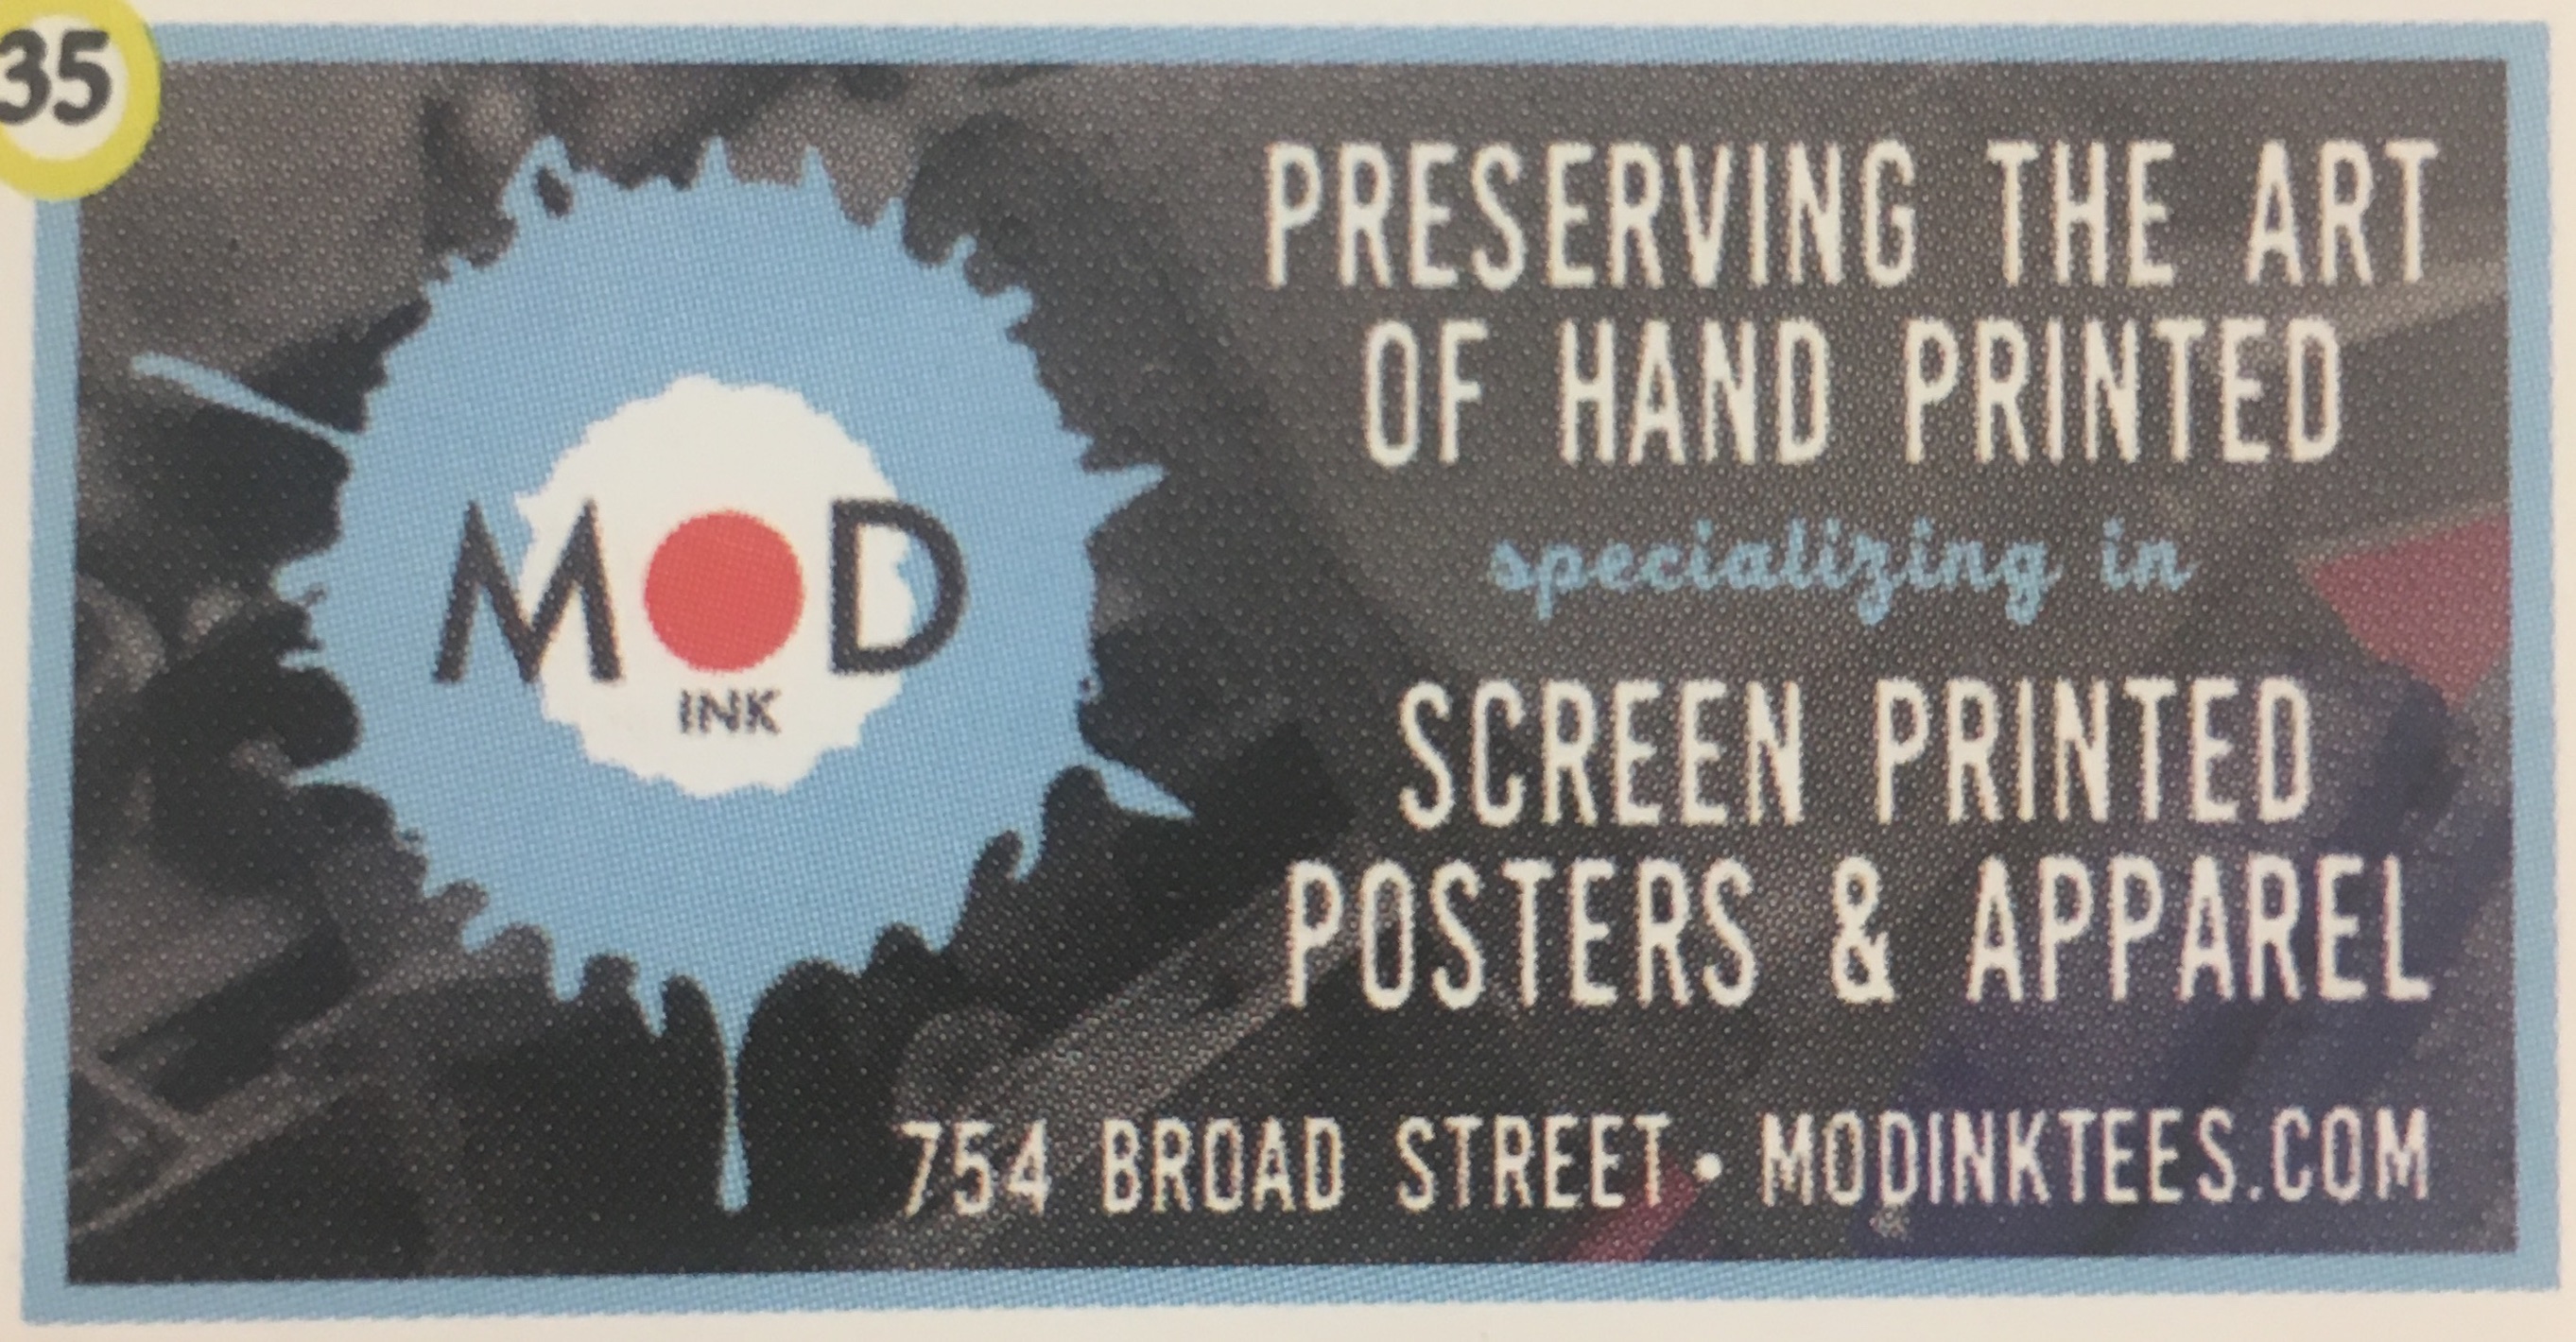 35
MOD
INK
PRESERVING THE ART
OF HAND PRINTED
specializing in
SCREEN PRINTED
POSTERS & APPAREL
754 BROAD STREET • MODINKTEES.COM